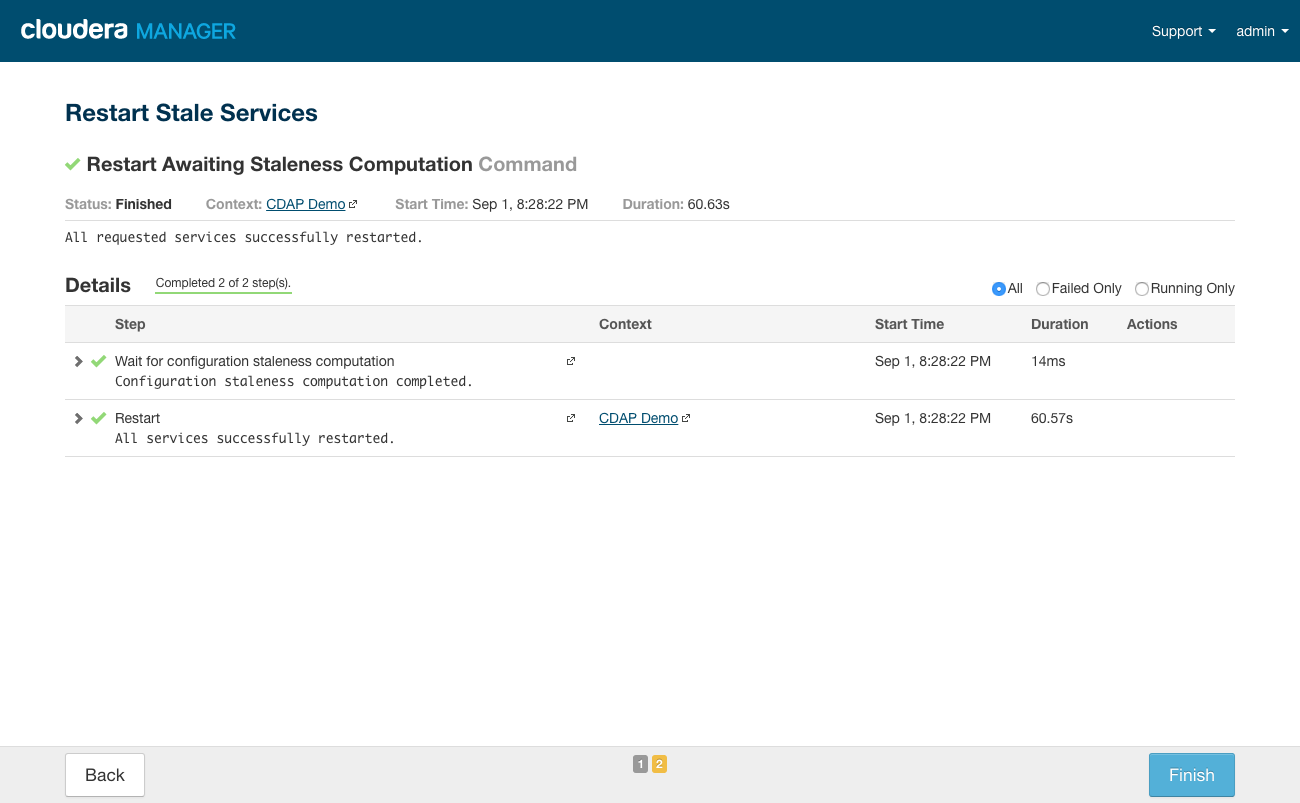 cloudera MANAGER
Support admin
Restart Stale Services
Restart Awaiting Staleness Computation Command
Status: Finished Context: CDAP Demo Start Time: Sep 1, 8:28:22 PM Duration: 60.63s
All requested services successfully restarted.
Details Completed 2 of 2 step(s). All Failed Only Running Only
Step Context Start Time Duration Actions
Wait for configuration staleness computation Sep 1, 8:28:22 PM 14ms
Configuration staleness computation completed.
Restart CDAP Demo Sep 1, 8:28:22 PM 60.57s
All services successfully restarted.
Back 1 2 Finish